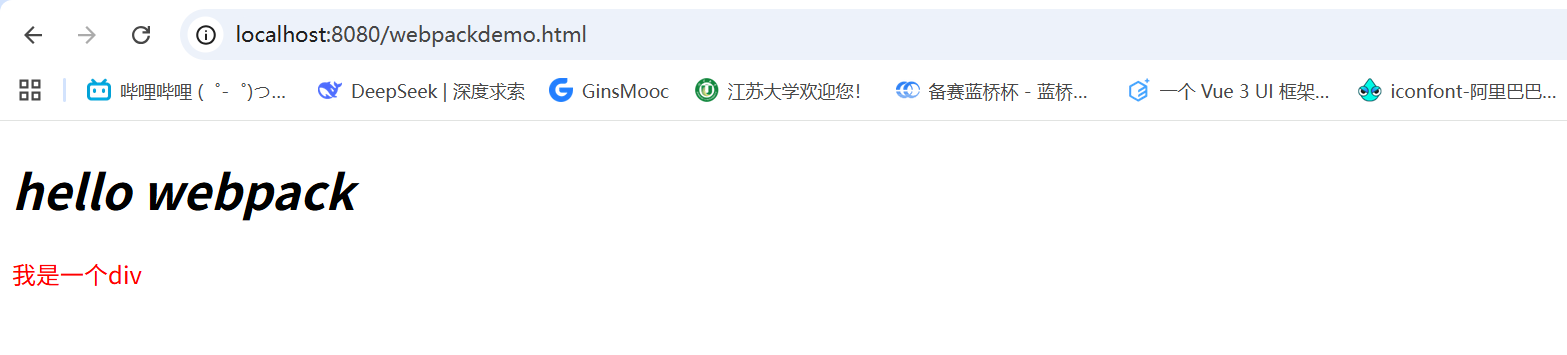 localhost:8080/webpackdemo.html
哔哩哔哩 (゜-゜)つ... DeepSeek | 深度求索 GinsMooc 江苏大学欢迎您! 备赛蓝桥杯 - 蓝桥... 一个 Vue 3 UI 框架... iconfont-阿里巴巴...
hello webpack
我是一个div